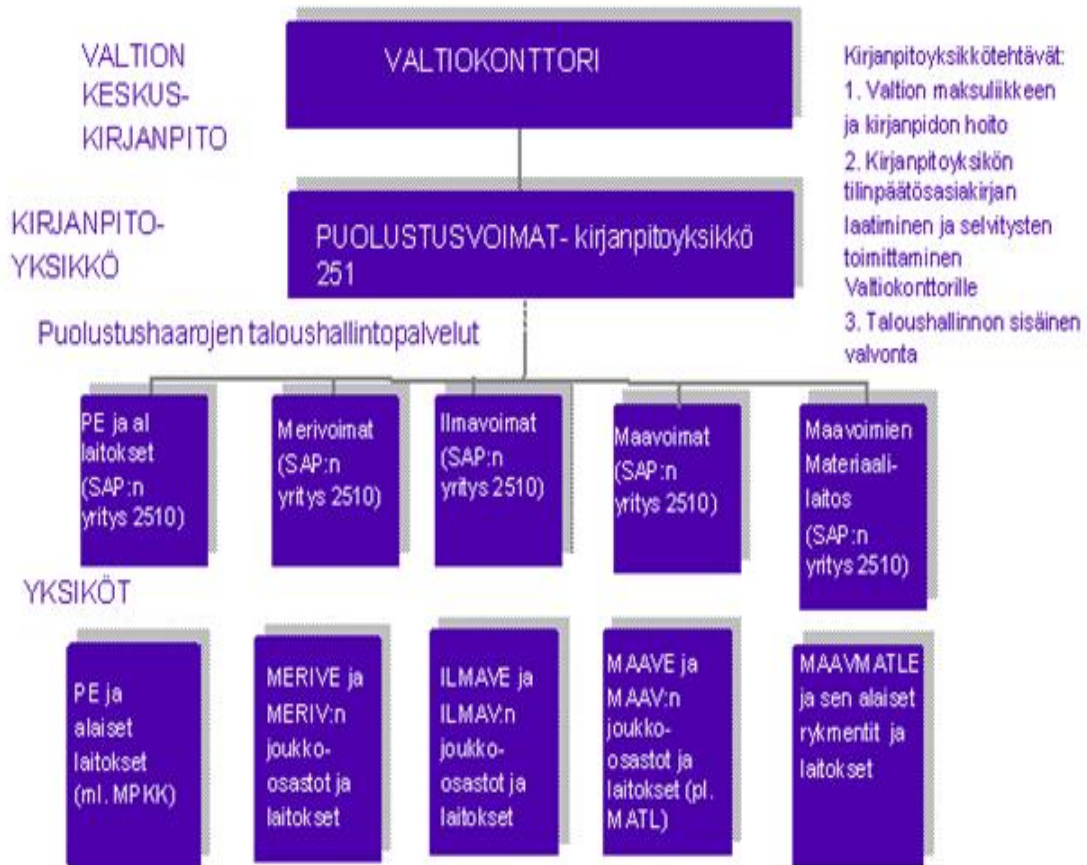 VALTION
KESKUS-
KIRJANPITO
VALTIOKONTTORI
Kirjanpitoyksikkötehtävät:
1. Valtion maksuliikkeen
ja kirjanpidon hoito
2. Kirjanpitoyksikön
tilinpäätösasiakirjan
laatiminen ja selvitysten
toimittaminen
Valtiokonttorille
3. Taloushallinnon sisäinen
valvonta
KIRJANPITO-
YKSIKKÖ
PUOLUSTUSVOIMAT- kirjanpitoyksikkö
251
Puolustushaarojen taloushallintopalvelut
PE ja al
laitokset
(SAP:n
yritys 2510)
Merivoimat
(SAP:n
yritys 2510)
Ilmavoimat
(SAP:n
yritys 2510)
Maavoimat
(SAP:n
yritys 2510)
Maavoimien
Materiaali-
laitos
(SAP:n
yritys 2510)
YKSIKÖT
PE ja
alaiset
laitokset
(ml. MPKK)
MERIVE ja
MERIV:n
joukko-
osastot ja
laitokset
ILMAVE ja
ILMAV:n
joukko-
osastot ja
laitokset
MAAVE ja
MAAV:n
joukko-
osastot ja
laitokset (pl.
MATL)
MAAVMATLE
ja sen alaiset
rykmentit ja
laitokset